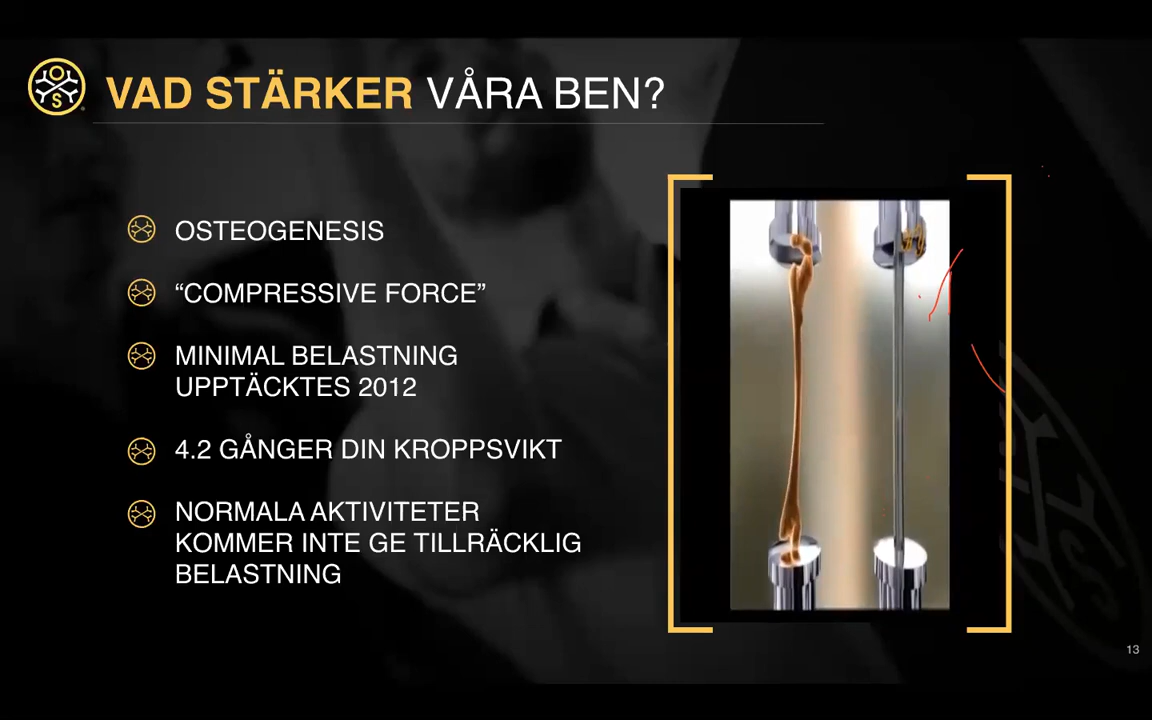 VAD STÄRKER VÅRA BEN?
OSTEOGENESIS
“COMPRESSIVE FORCE”
MINIMAL BELASTNING
UPPTÄCKTES 2012
4.2 GÅNGER DIN KROPPSVIKT
NORMALA AKTIVITETER
KOMMER INTE GE TILLRÄCKLIG
BELASTNING
13